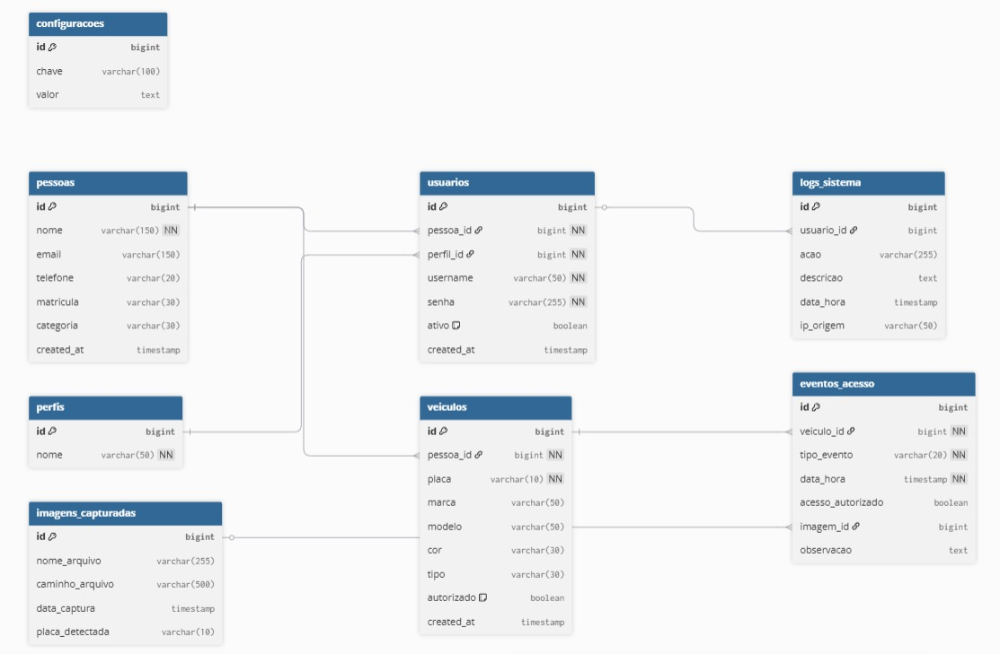 configuracoes
id bigint
chave varchar(100)
valor text
pessoas
id bigint
nome varchar(150) NN
email varchar(150)
telefone varchar(20)
matricula varchar(30)
categoria varchar(30)
created_at timestamp
usuarios
id bigint
pessoa_id bigint NN
perfil_id bigint NN
username varchar(50) NN
senha varchar(255) NN
ativo boolean
created_at timestamp
logs_sistema
id bigint
usuario_id bigint
acao varchar(255)
descricao text
data_hora timestamp
ip_origem varchar(50)
perfis
id bigint
nome varchar(50) NN
veiculos
id bigint
pessoa_id bigint NN
placa varchar(10) NN
marca varchar(50)
modelo varchar(50)
cor varchar(30)
tipo varchar(30)
autorizado boolean
created_at timestamp
eventos_acesso
id bigint
veiculo_id bigint NN
tipo_evento varchar(20) NN
data_hora timestamp NN
acesso_autorizado boolean
imagem_id bigint
observacao text
imagens_capturadas
id bigint
nome_arquivo varchar(255)
caminho_arquivo varchar(500)
data_captura timestamp
placa_detectada varchar(10)